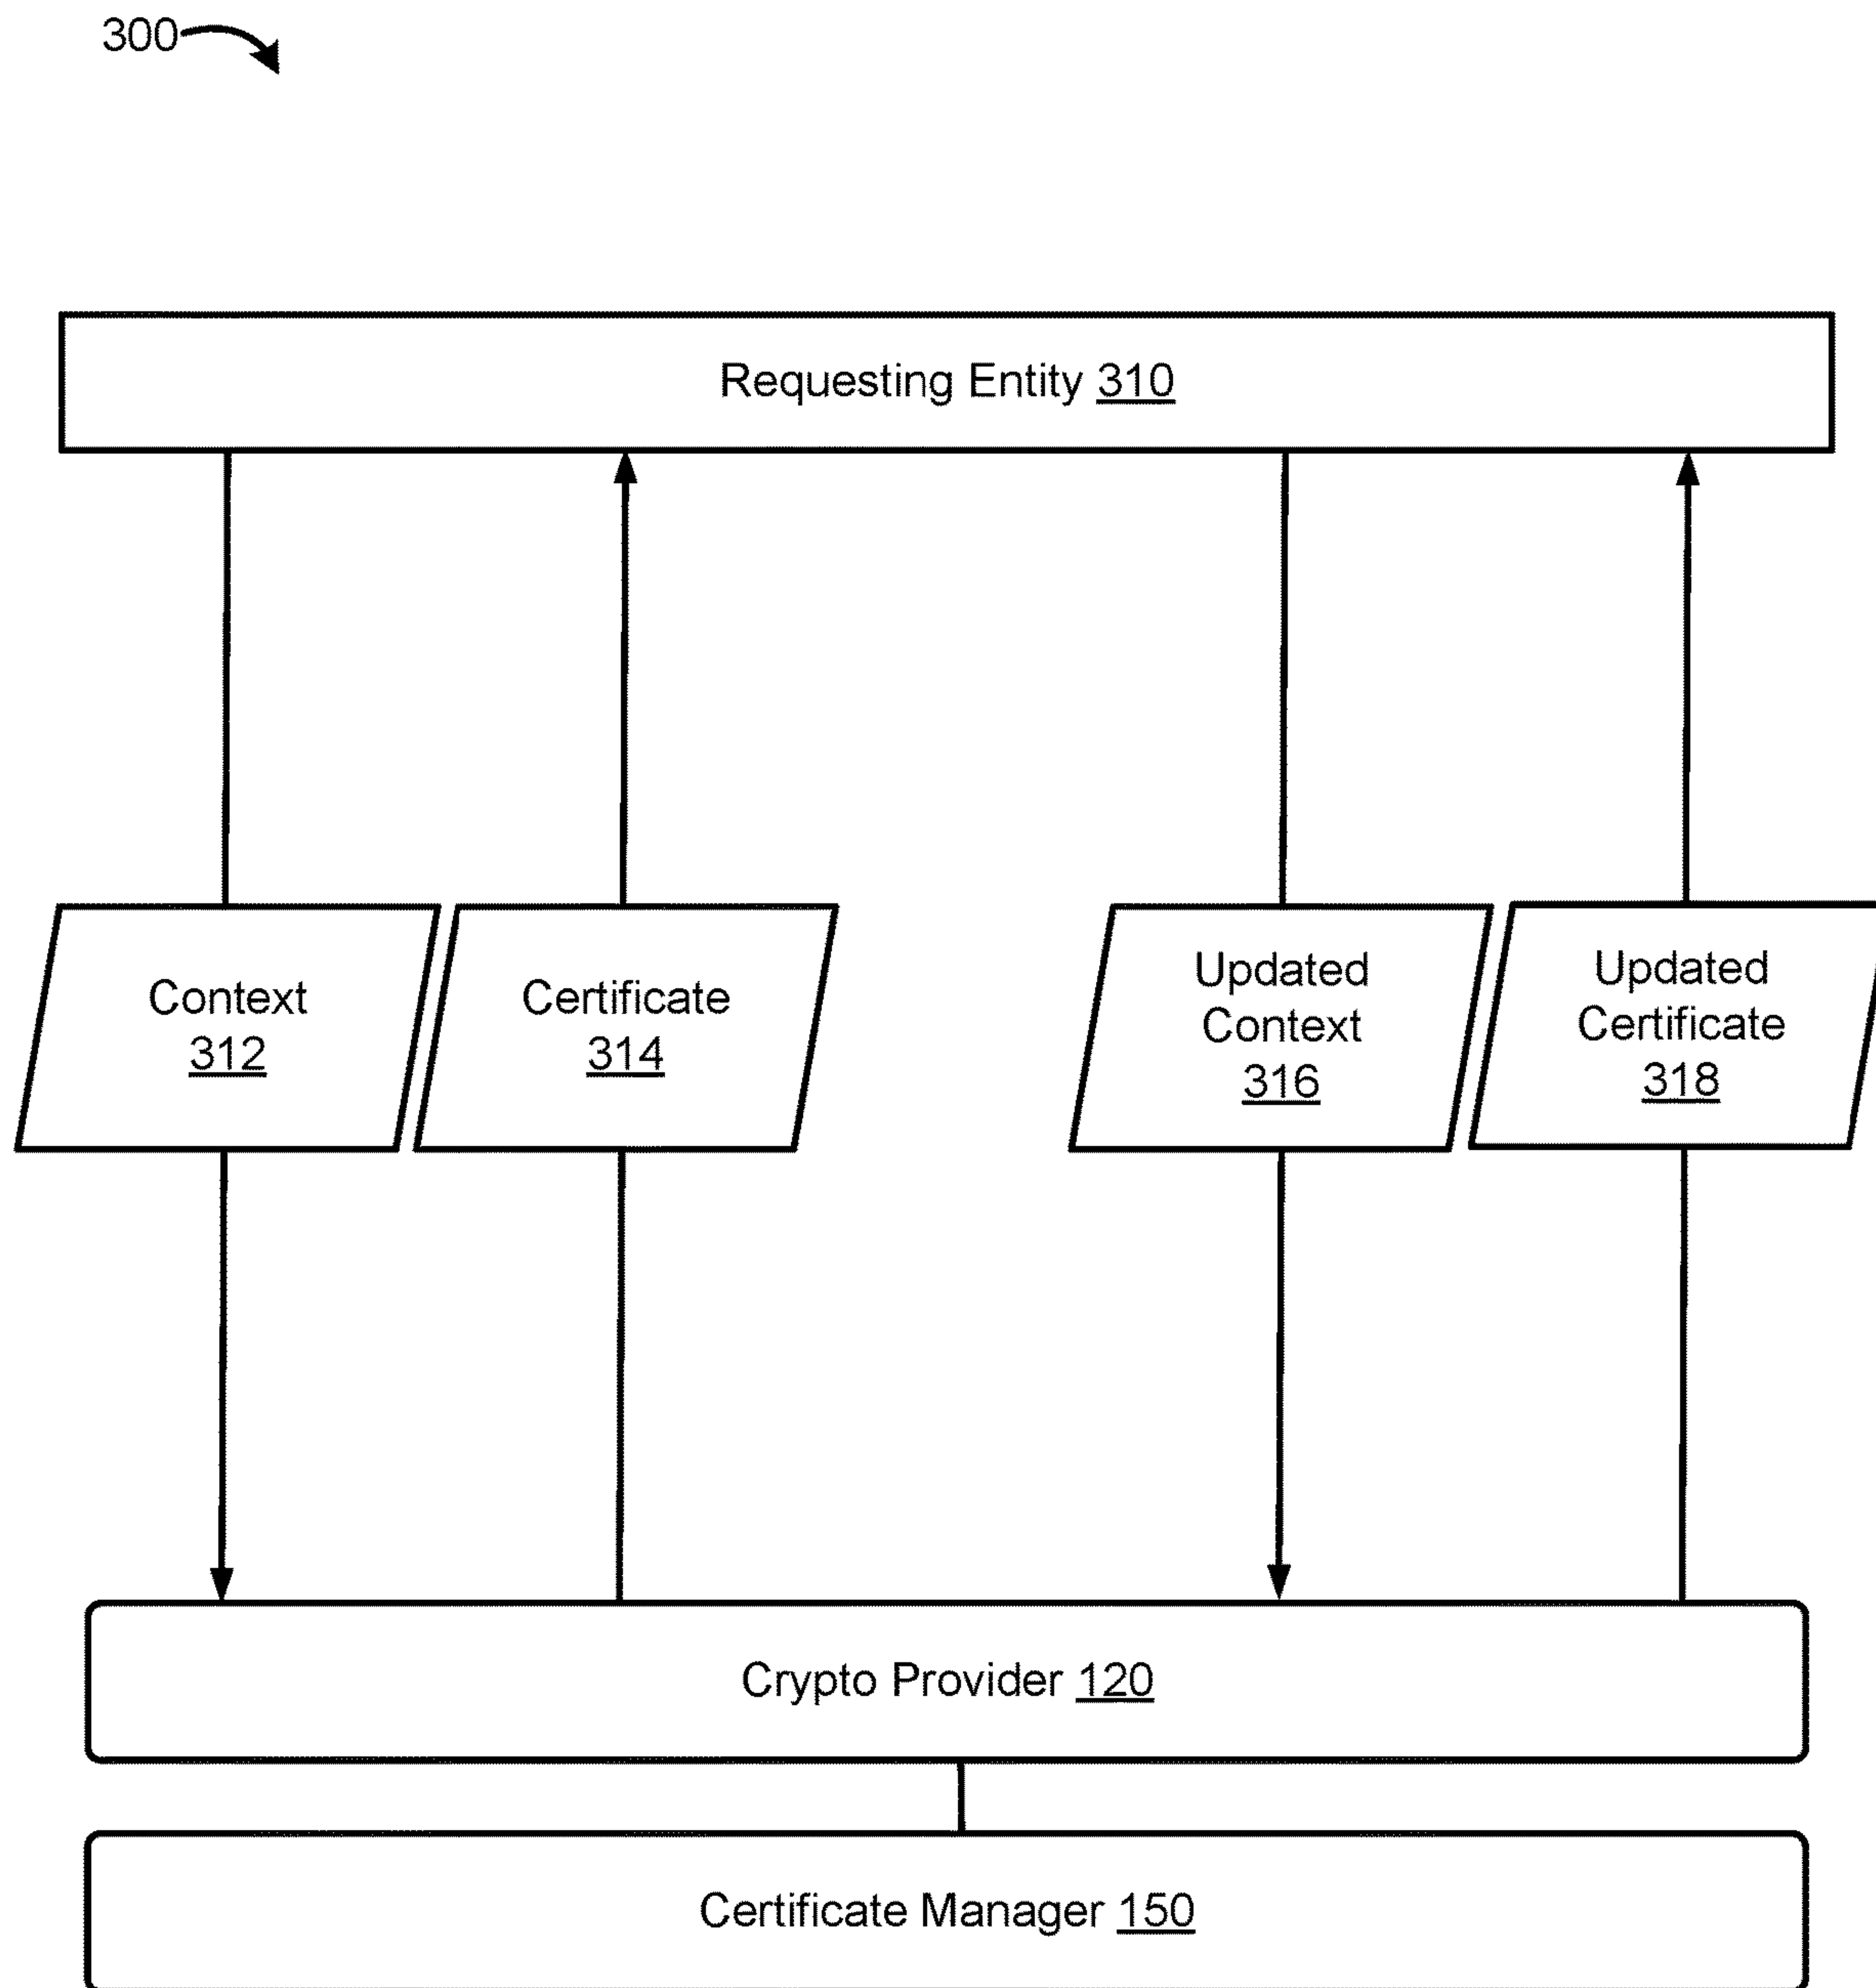 300
Requesting Entity 310
Context
312
Certificate
314
Updated
Context
316
Updated
Certificate
318
Crypto Provider 120
Certificate Manager 150